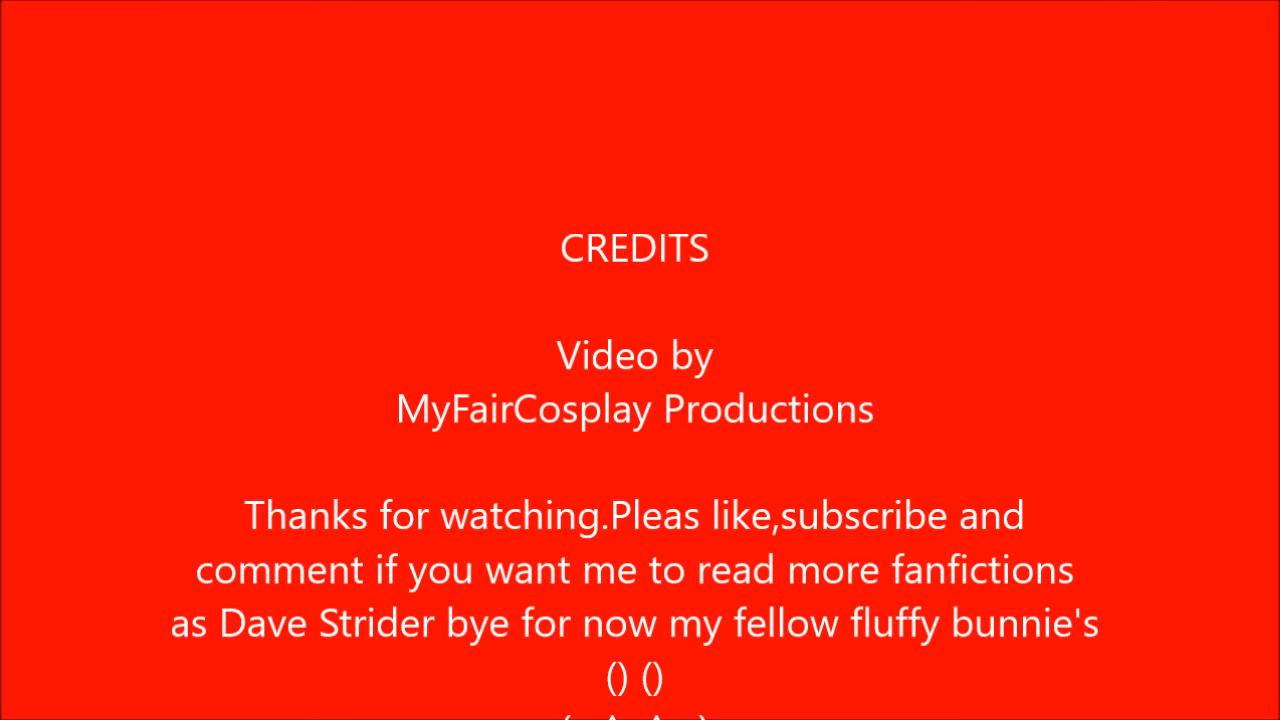 CREDITS
Video by
MyFairCosplay Productions
Thanks for watching.Pleas like,subscribe and
comment if you want me to read more fanfictions
as Dave Strider bye for now my fellow fluffy bunnie's
() ()